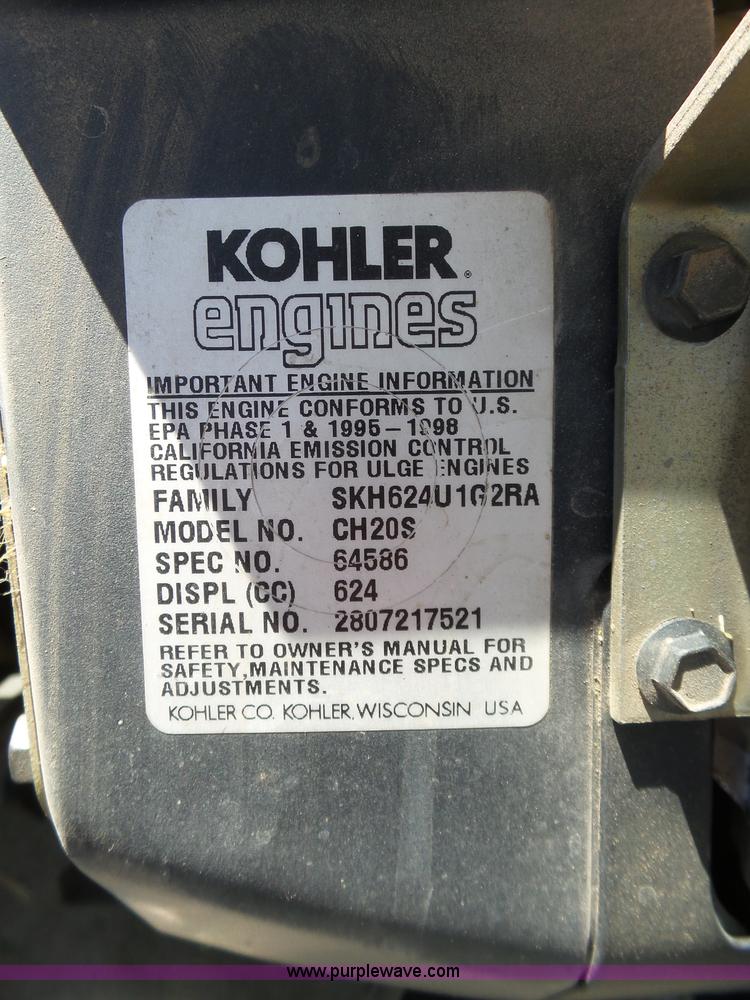 KOHLER®
engines
IMPORTANT ENGINE INFORMATION
THIS ENGINE CONFORMS TO U.S.
EPA PHASE 1 & 1995-1998
CALIFORNIA EMISSION CONTROL
REGULATIONS FOR ULGE ENGINES
FAMILY SKH624U1G2RA
MODEL NO. CH20S
SPEC NO. 64586
DISPL (CC) 624
SERIAL NO. 2807217521
REFER TO OWNER'S MANUAL FOR
SAFETY,MAINTENANCE SPECS AND
ADJUSTMENTS.
KOHLER CO. KOHLER, WISCONSIN USA
www.purplewave.com